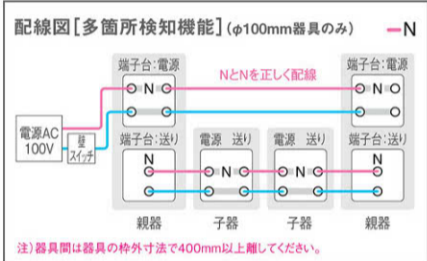 配線図[多箇所検知機能](φ100mm器具のみ) N
端子台:電源 端子台:電源
NとNを正しく配線
N N
電源AC
100V
壁
スイッチ
端子台:送り 電源 送り 電源 送り 端子台:送り
N N N N
親器 子器 子器 親器
注)器具間は器具の枠外寸法で400mm以上離してください。